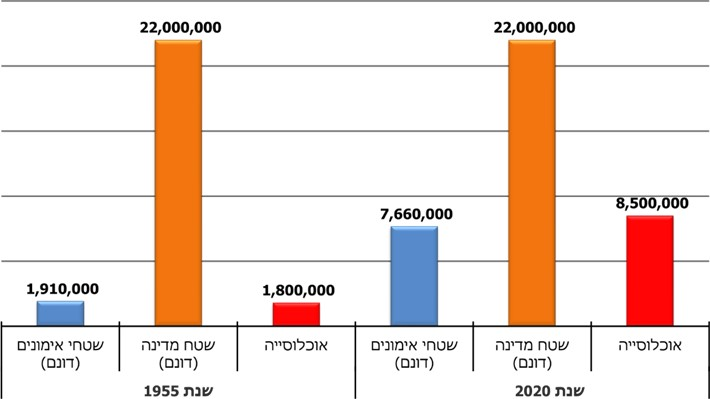 22,000,000
22,000,000
8,500,000
7,660,000
1,910,000
1,800,000
שטחי אימונים
(דונם)
שטח מדינה
(דונם)
אוכלוסייה
שטחי אימונים
(דונם)
שטח מדינה
(דונם)
אוכלוסייה
שנת 1955
שנת 2020